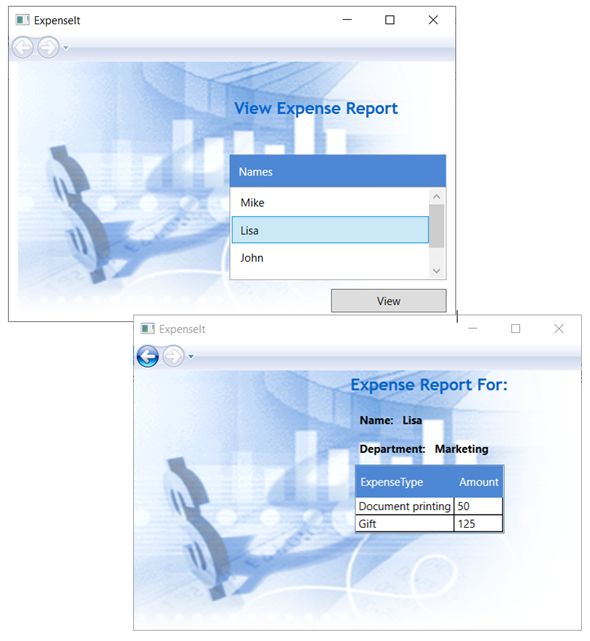 ExpenseIt
View Expense Report
Names
Mike
Lisa
John
View
ExpenseIt
Expense Report For:
Name: Lisa
Department: Marketing
ExpenseType Amount
Document printing 50
Gift 125